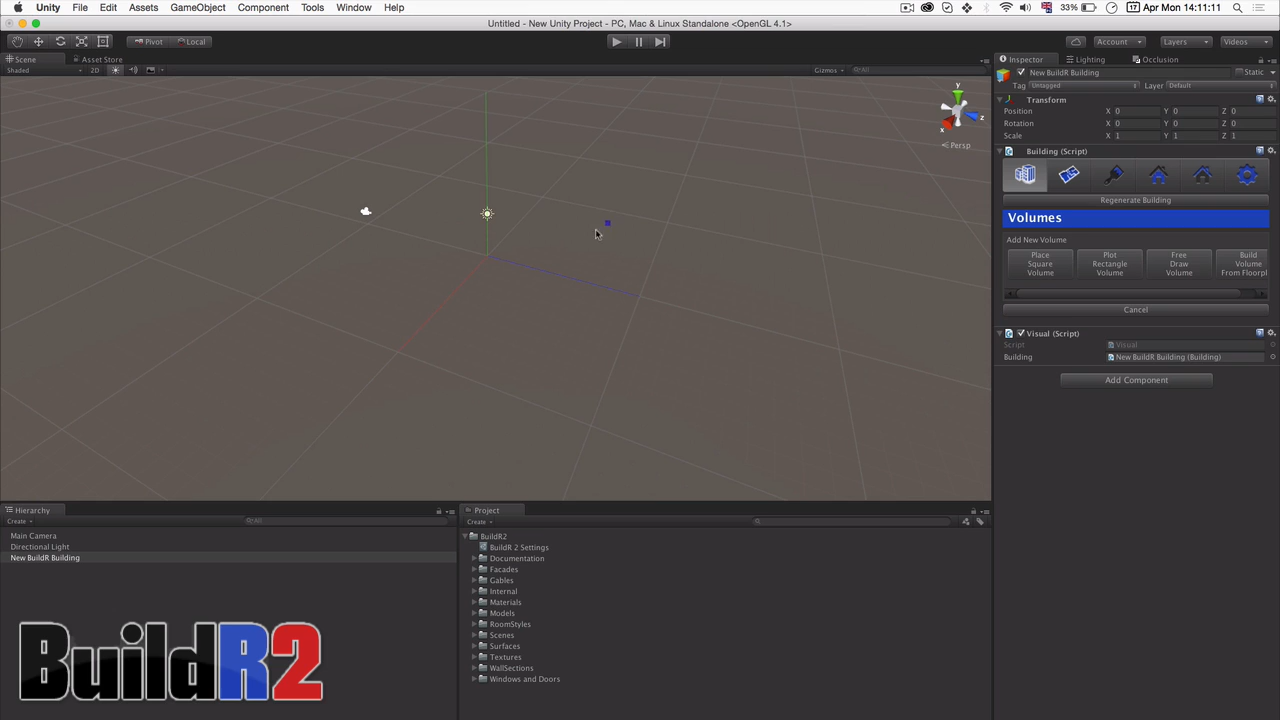 Unity File Edit Assets GameObject Component Tools Window Help 33% 17 Apr Mon 14:11:11
Untitled - New Unity Project - PC, Mac & Linux Standalone <OpenGL 4.1>
Pivot Local Account Layers Videos
Scene Asset Store Inspector Lighting Occlusion
Shaded 2D Gizmos All
New BuildR Building Static
Tag Untagged Layer Default
Transform
Position X 0 Y 0 Z 0
Rotation X 0 Y 0 Z 0
Scale X 1 Y 1 Z 1
y
z
x
Persp
Building (Script)
Regenerate Building
Volumes
Add New Volume
Place Square Volume
Plot Rectangle Volume
Free Draw Volume
Build Volume From Floorpl
Cancel
Visual (Script)
Script Visual
Building New BuildR Building (Building)
Add Component
Hierarchy
Create All
Main Camera
Directional Light
New BuildR Building
Project
Create
BuildR2
BuildR 2 Settings
Documentation
Facades
Gables
Internal
Materials
Models
RoomStyles
Scenes
Surfaces
Textures
WallSections
Windows and Doors
BuildR2